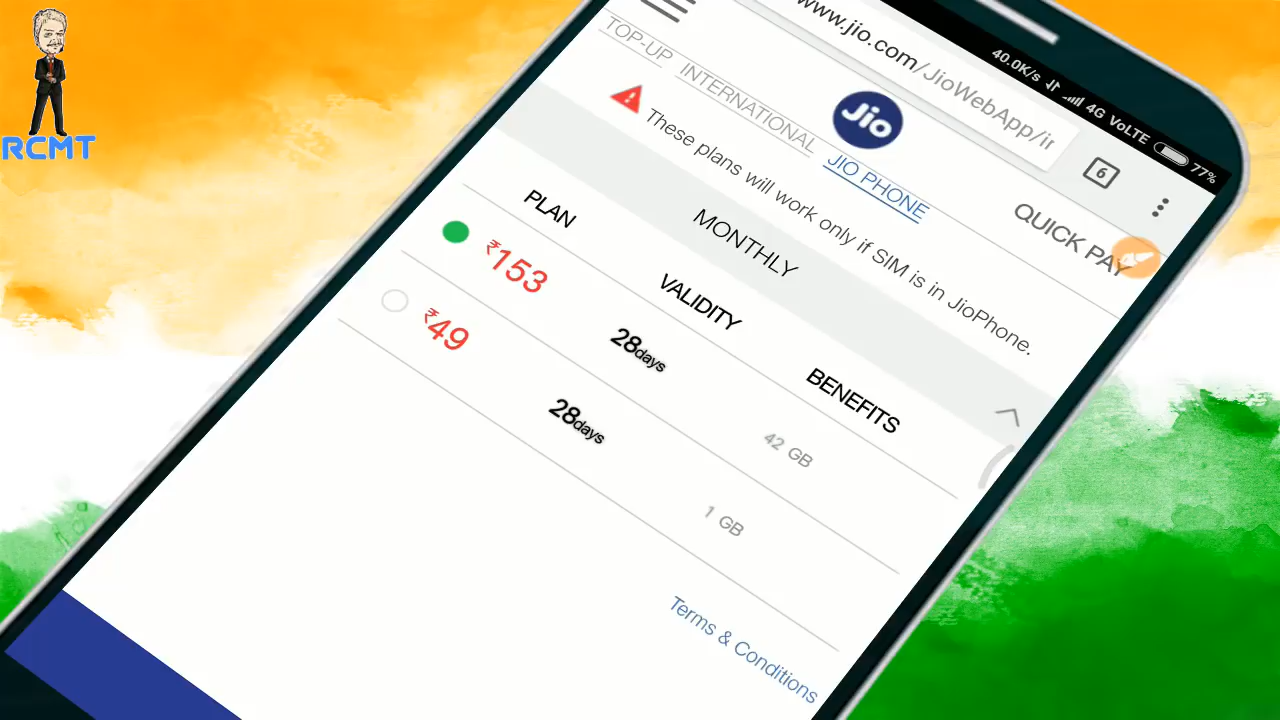 RCMT
40.0K/s 4G VoLTE 77%
www.jio.com/JioWebApp/in
6
Jio
QUICK PAY
TOP-UP INTERNATIONAL JIO PHONE
These plans will work only if SIM is in JioPhone.
MONTHLY
PLAN VALIDITY BENEFITS
₹153 28days 42 GB
₹49 28days 1 GB
Terms & Conditions